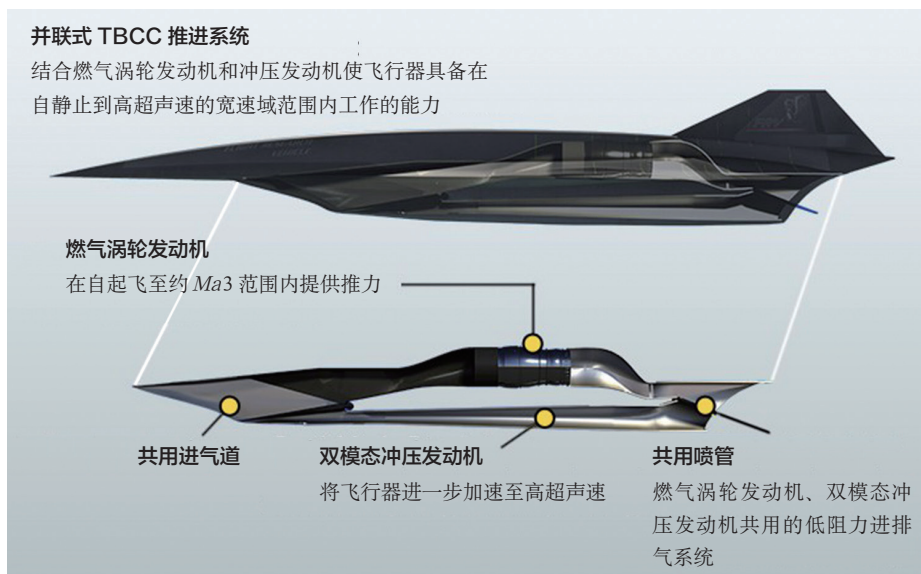 并联式 TBCC 推进系统
结合燃气涡轮发动机和冲压发动机使飞行器具备在
自静止到高超声速的宽速域范围内工作的能力
燃气涡轮发动机
在自起飞至约 Ma3 范围内提供推力
共用进气道
双模态冲压发动机
将飞行器进一步加速至高超声速
共用喷管
燃气涡轮发动机、双模态冲
压发动机共用的低阻力进排
气系统